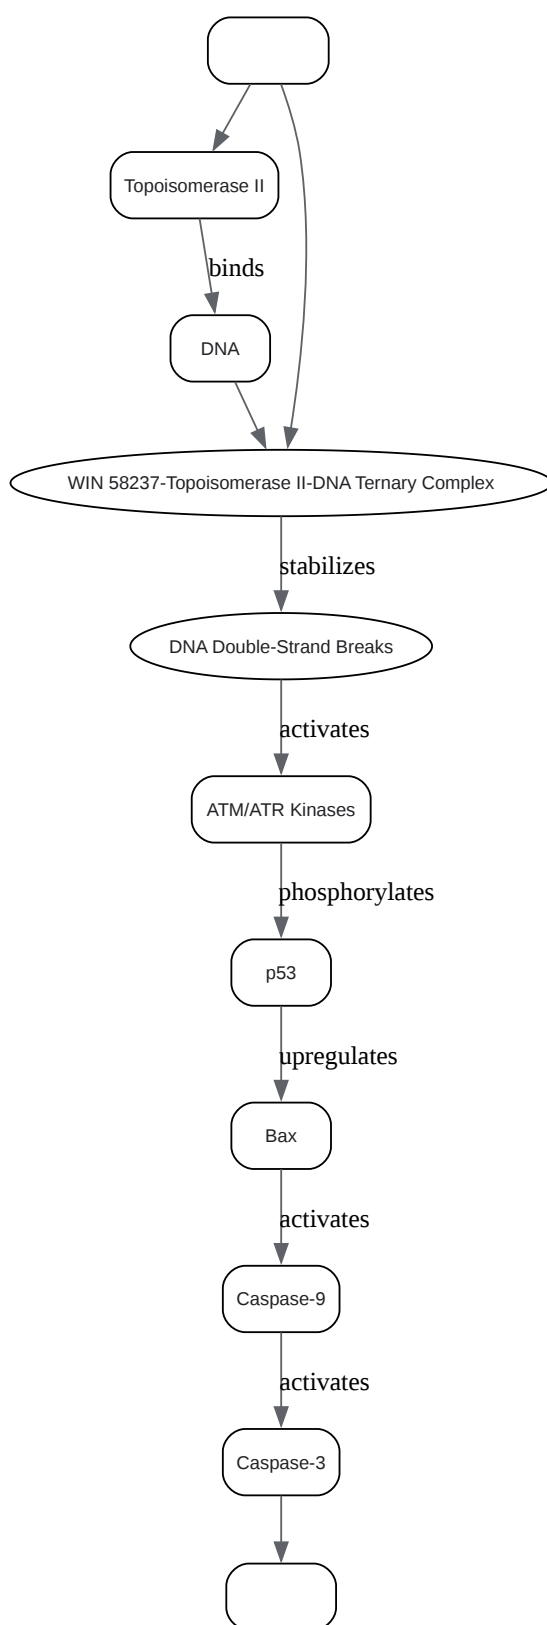 Topoisomerase II
binds
DNA
WIN 58237-Topoisomerase II-DNA Ternary Complex
stabilizes
DNA Double-Strand Breaks
activates
ATM/ATR Kinases
phosphorylates
p53
upregulates
Bax
activates
Caspase-9
activates
Caspase-3